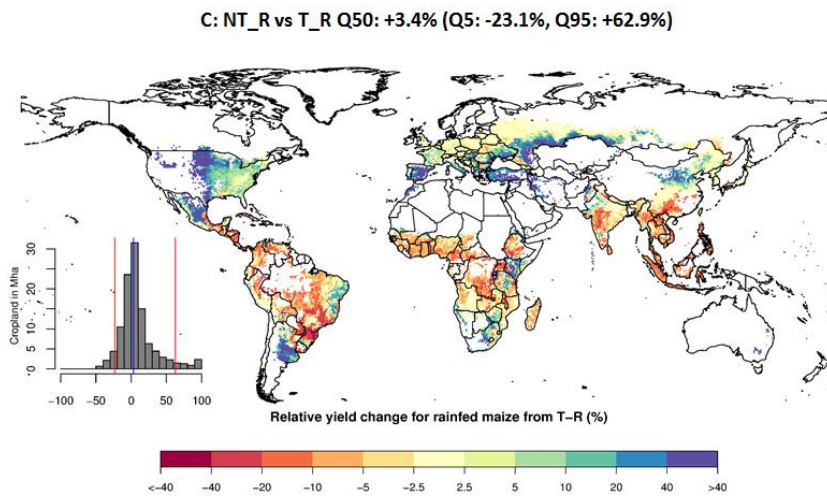 C: NT_R vs T_R Q50: +3.4% (Q5: -23.1%, Q95: +62.9%)
Cropland in Mha
30
20
10
5
0
−100 −50 0 50 100
Relative yield change for rainfed maize from T−R (%)
<−40 −40 −20 −10 −5 −2.5 2.5 5 10 20 40 >40